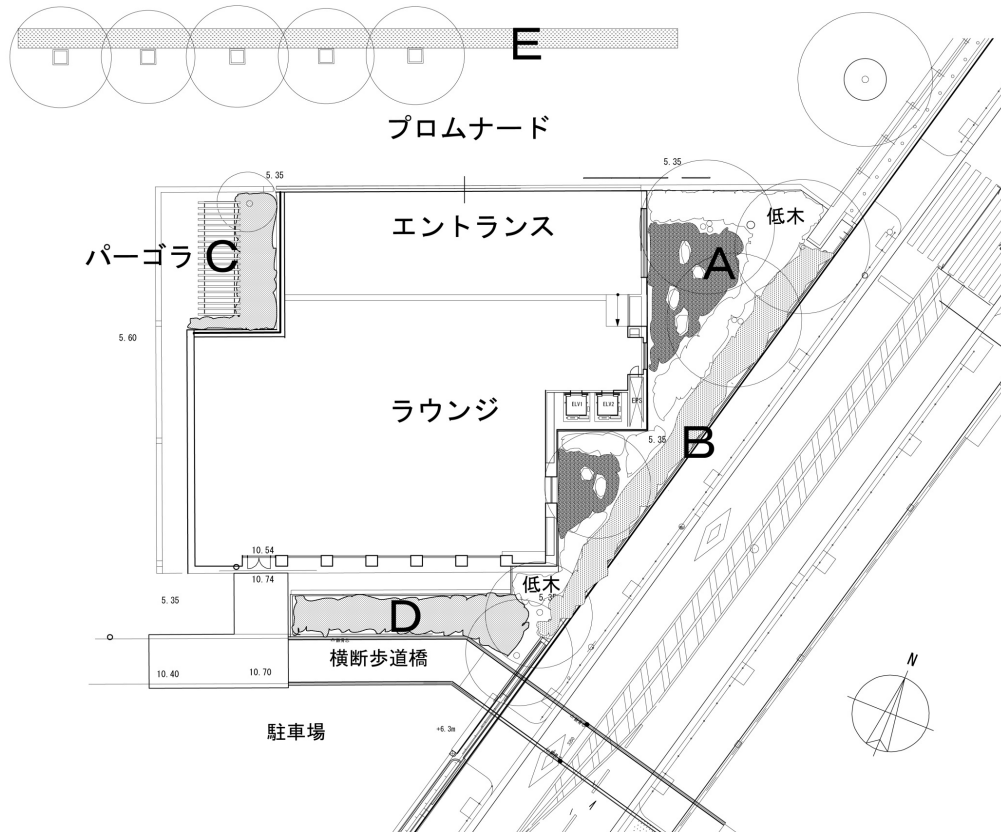 E
プロムナード
5.35
5.35
エントランス
低木
パーゴラ
C
A
5.60
ラウンジ
ELV1
ELV2
EPS
5.35
B
10.54
10.74
低木
5.35
5.35
D
横断歩道橋
10.40
10.70
駐車場
+6.3m
N